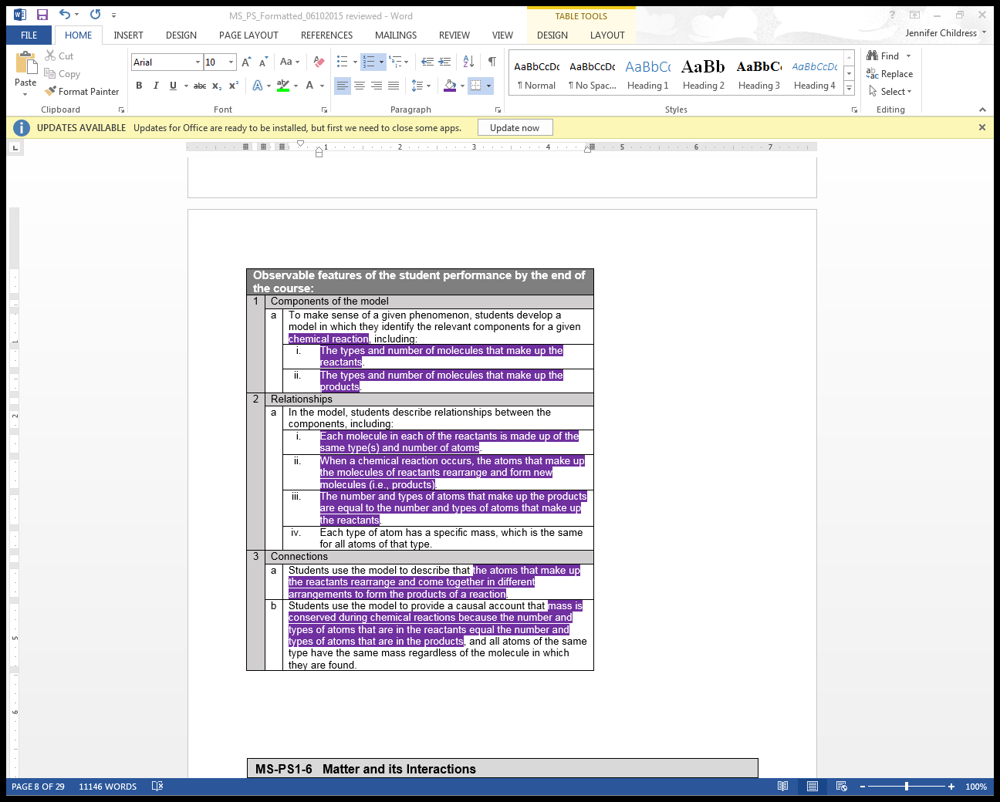 MS_PS_Formatted_06102015 reviewed - Word
TABLE TOOLS
FILE HOME INSERT DESIGN PAGE LAYOUT REFERENCES MAILINGS REVIEW VIEW DESIGN LAYOUT
Jennifer Childress
Paste
Cut
Copy
Format Painter
Clipboard
Arial 10
Font
Paragraph
AaBbCcDc AaBbCcDc AaBbC AaBb AaBbC AaBbCcDc
¶ Normal ¶ No Spac... Heading 1 Heading 2 Heading 3 Heading 4
Styles
Find
Replace
Select
Editing
UPDATES AVAILABLE Updates for Office are ready to be installed, but first we need to close some apps. Update now
1 2 3 4 5 6 7
Observable features of the student performance by the end of
the course:
1 Components of the model
a To make sense of a given phenomenon, students develop a
model in which they identify the relevant components for a given
chemical reaction, including:
i. The types and number of molecules that make up the
reactants.
ii. The types and number of molecules that make up the
products.
2 Relationships
a In the model, students describe relationships between the
components, including:
i. Each molecule in each of the reactants is made up of the
same type(s) and number of atoms.
ii. When a chemical reaction occurs, the atoms that make up
the molecules of reactants rearrange and form new
molecules (i.e., products).
iii. The number and types of atoms that make up the products
are equal to the number and types of atoms that make up
the reactants.
iv. Each type of atom has a specific mass, which is the same
for all atoms of that type.
3 Connections
a Students use the model to describe that the atoms that make up
the reactants rearrange and come together in different
arrangements to form the products of a reaction.
b Students use the model to provide a causal account that mass is
conserved during chemical reactions because the number and
types of atoms that are in the reactants equal the number and
types of atoms that are in the products, and all atoms of the same
type have the same mass regardless of the molecule in which
they are found.
MS-PS1-6 Matter and its Interactions
PAGE 8 OF 29 11146 WORDS 100%